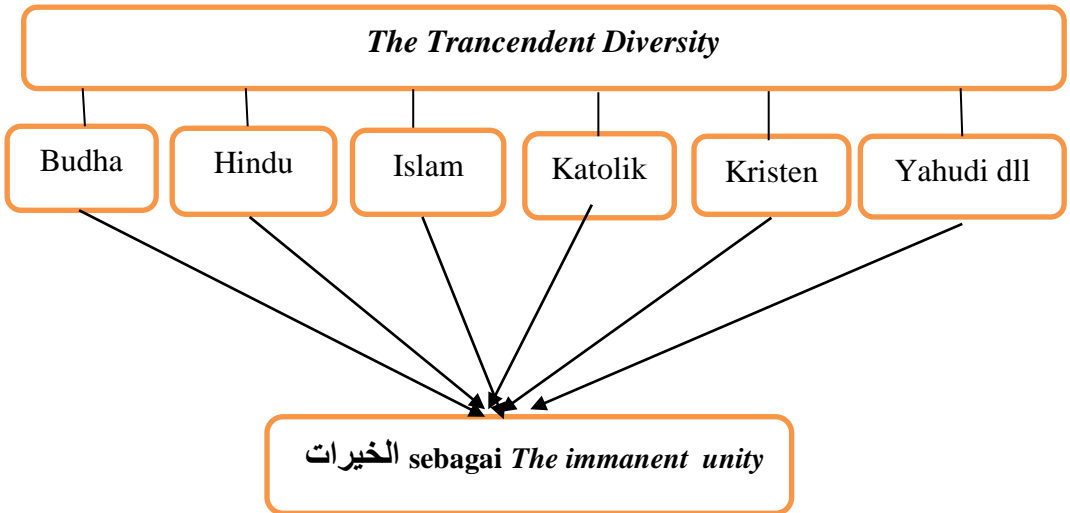 The Trancendent Diversity
Budha
Hindu
Islam
Katolik
Kristen
Yahudi dll
الخيرات sebagai The immanent unity